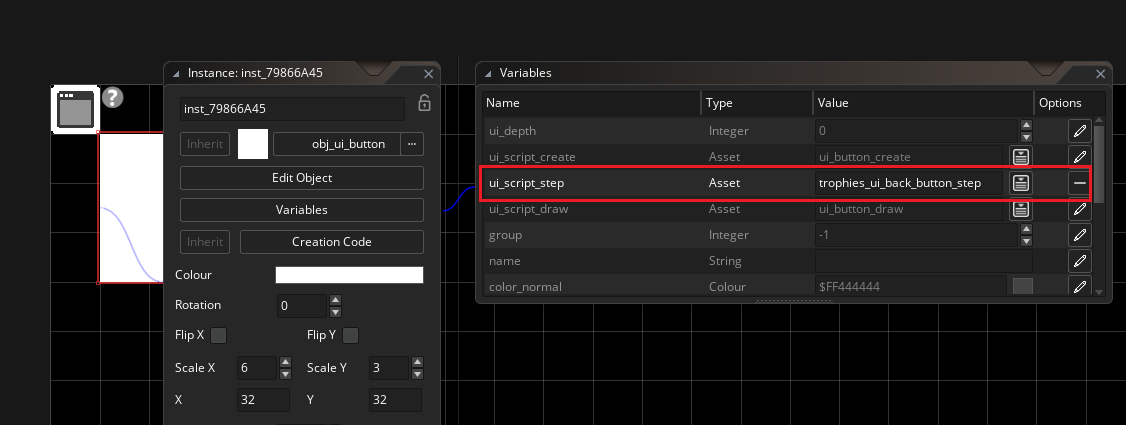 Instance: inst_79866A45
inst_79866A45
Inherit
obj_ui_button
...
Edit Object
Variables
Inherit
Creation Code
Colour
Rotation
0
Flip X
Flip Y
Scale X
6
Scale Y
3
X
32
Y
32
?
Variables
Name Type Value Options
ui_depth Integer 0
ui_script_create Asset ui_button_create
ui_script_step Asset trophies_ui_back_button_step
ui_script_draw Asset ui_button_draw
group Integer -1
name String
color_normal Colour $FF444444